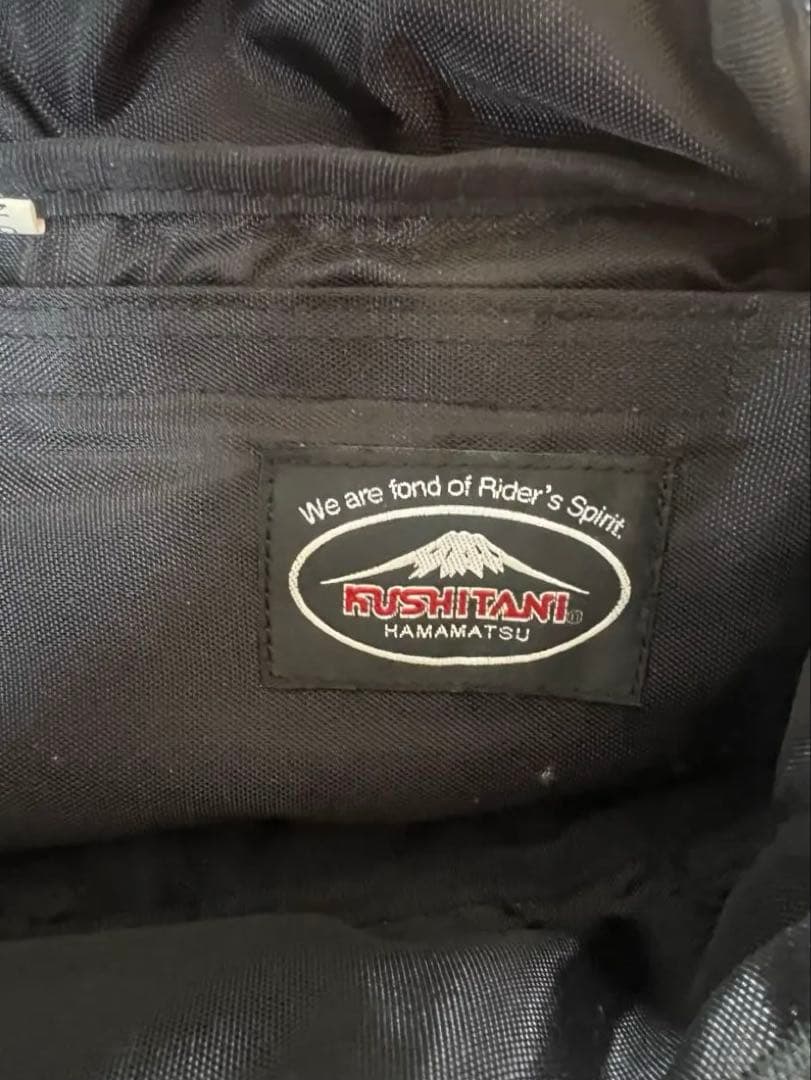 We are fond of Rider's Spirit.
KUSHITANI®
HAMAMATSU